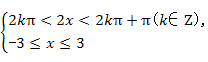 {2kπ < 2x < 2kπ + π(k∈ Z),
−3 ≤ x ≤ 3